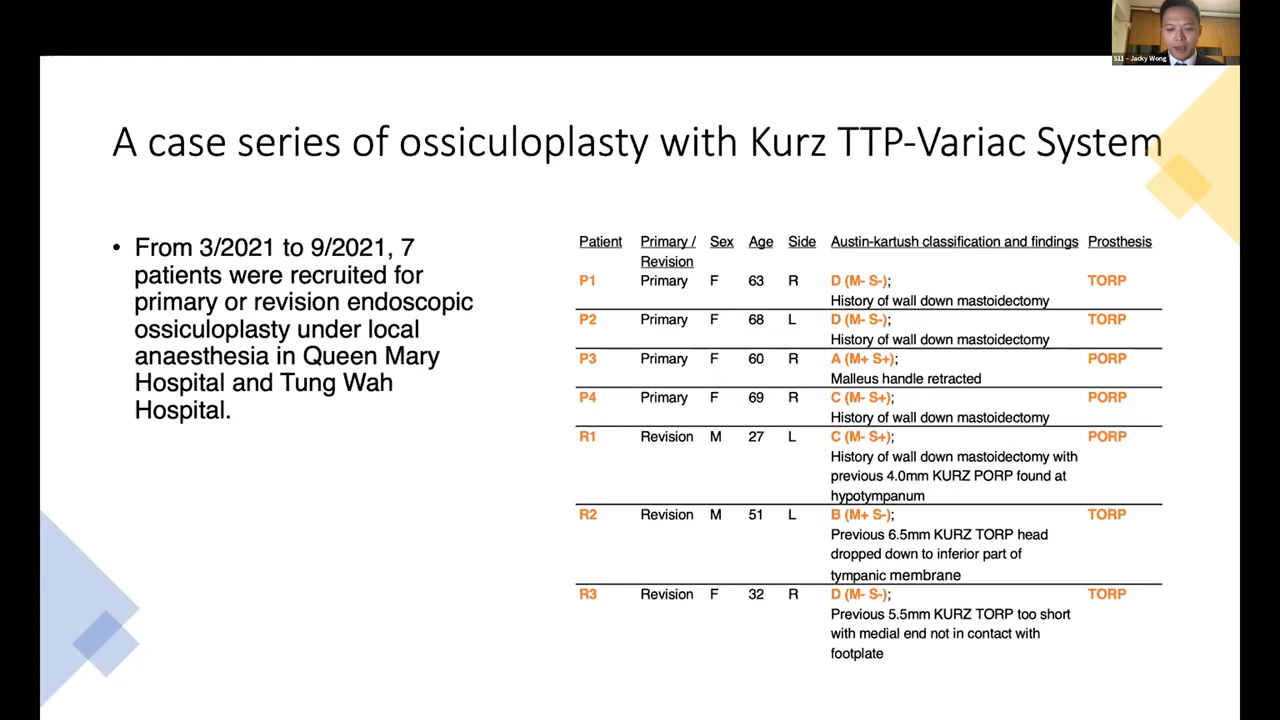 S11 - Jacky Wong
A case series of ossiculoplasty with Kurz TTP-Variac System
• From 3/2021 to 9/2021, 7
patients were recruited for
primary or revision endoscopic
ossiculoplasty under local
anaesthesia in Queen Mary
Hospital and Tung Wah
Hospital.
Patient Primary / Sex Age Side Austin-kartush classification and findings Prosthesis
Revision
P1 Primary F 63 R D (M- S-); TORP
History of wall down mastoidectomy
P2 Primary F 68 L D (M- S-); TORP
History of wall down mastoidectomy
P3 Primary F 60 R A (M+ S+); PORP
Malleus handle retracted
P4 Primary F 69 R C (M- S+); PORP
History of wall down mastoidectomy
R1 Revision M 27 L C (M- S+); PORP
History of wall down mastoidectomy with
previous 4.0mm KURZ PORP found at
hypotympanum
R2 Revision M 51 L B (M+ S-); TORP
Previous 6.5mm KURZ TORP head
dropped down to inferior part of
tympanic membrane
R3 Revision F 32 R D (M- S-); TORP
Previous 5.5mm KURZ TORP too short
with medial end not in contact with
footplate